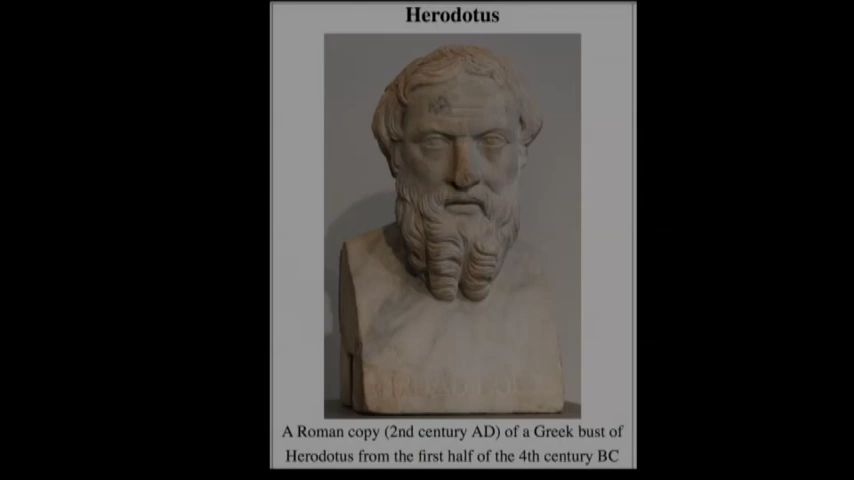 Herodotus
A Roman copy (2nd century AD) of a Greek bust of
Herodotus from the first half of the 4th century BC